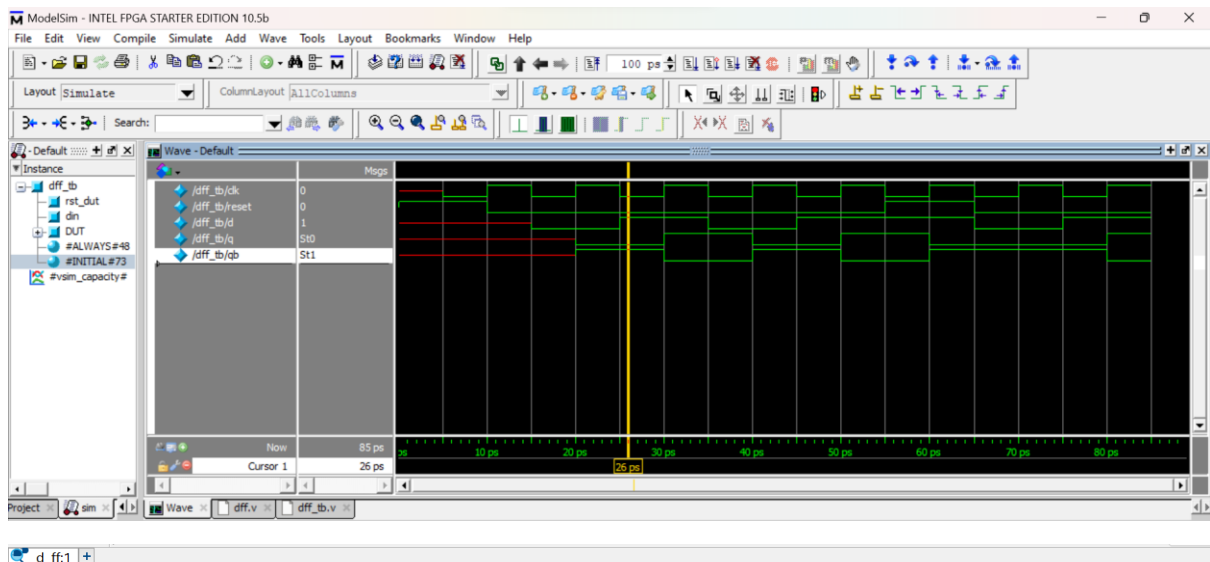 ModelSim - INTEL FPGA STARTER EDITION 10.5b
File Edit View Compile Simulate Add Wave Tools Layout Bookmarks Window Help
100 ps
Layout Simulate
ColumnLayout AllColumns
Search:
- Default
Wave - Default
Instance
Msgs
dff_tb
rst_dut
din
DUT
#ALWAYS#48
#INITIAL#73
#vsim_capacity#
/dff_tb/clk 0
/dff_tb/reset 0
/dff_tb/d 1
/dff_tb/q St0
/dff_tb/qb St1
Now 85 ps
Cursor 1 26 ps
ps 10 ps 20 ps 30 ps 40 ps 50 ps 60 ps 70 ps 80 ps
26 ps
Project sim Wave dff.v dff_tb.v
d_ff:1